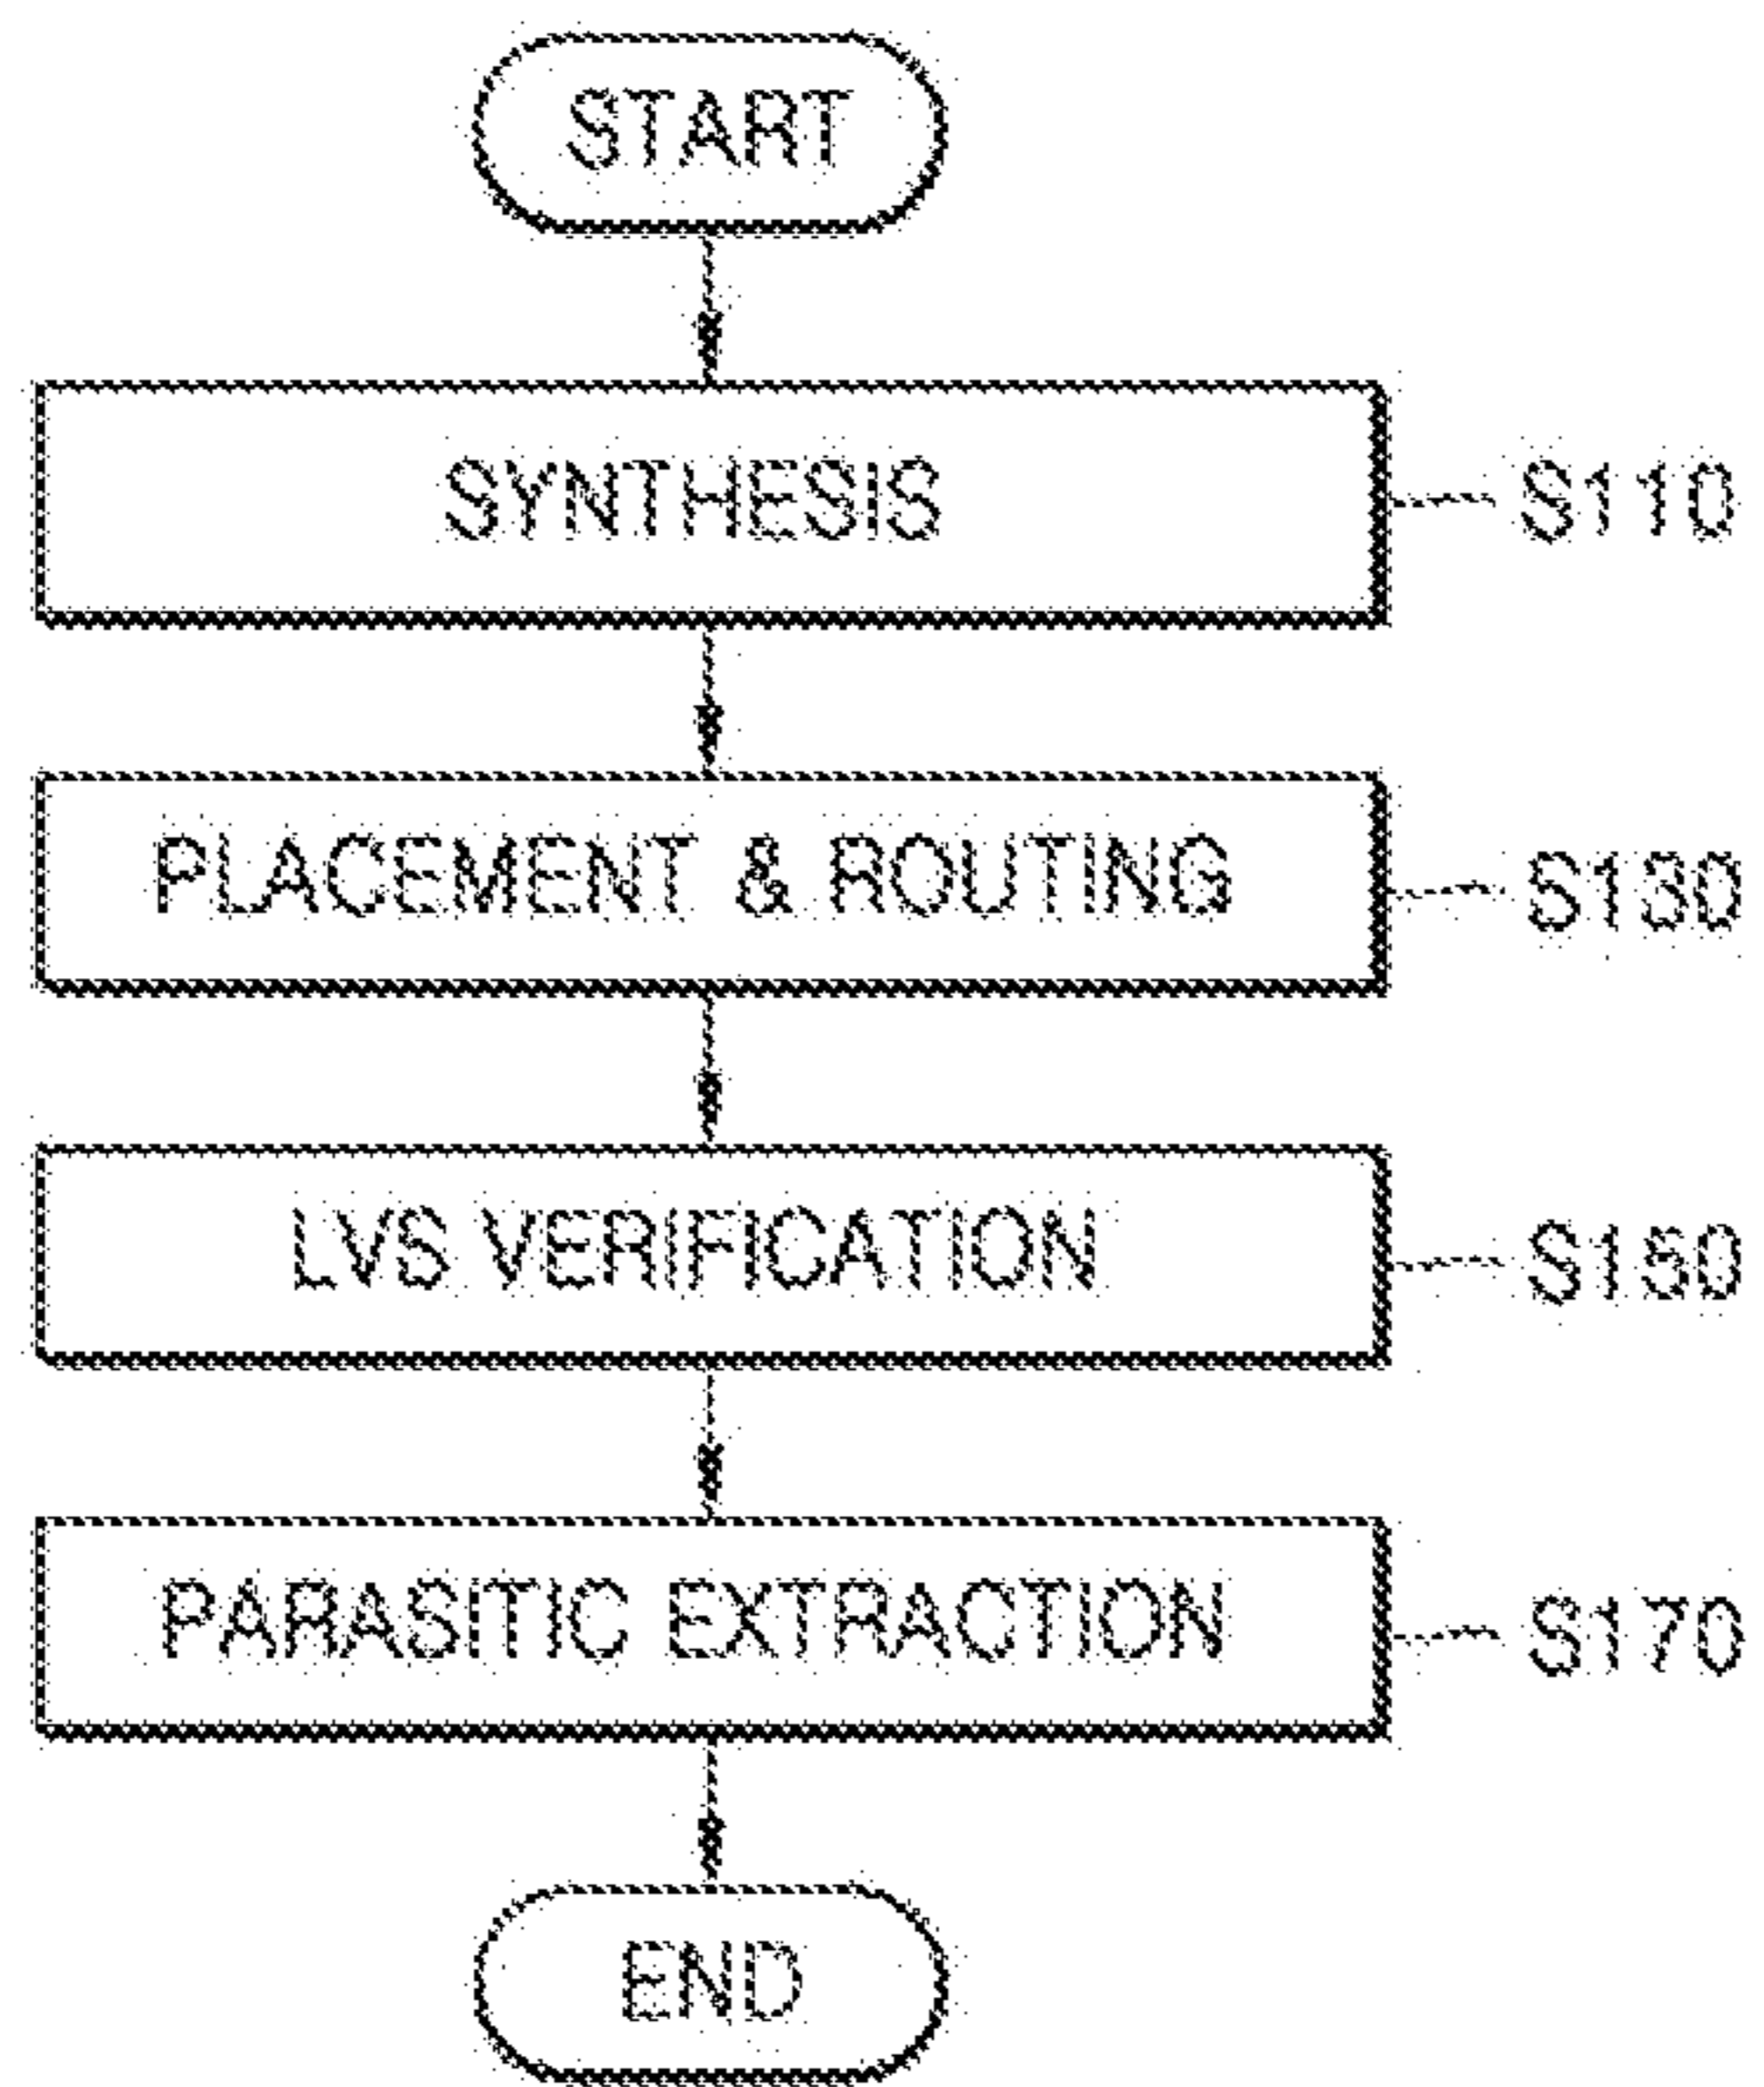 START
SYNTHESIS
S110
PLACEMENT & ROUTING
S130
LVS VERIFICATION
S150
PARASITIC EXTRACTION
S170
END